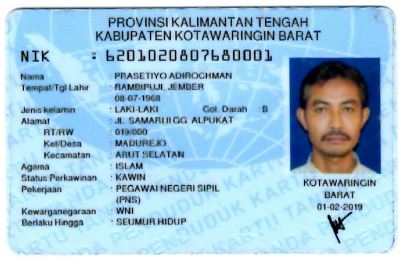 PROVINSI KALIMANTAN TENGAH
KABUPATEN KOTAWARINGIN BARAT
NIK : 6201020807680001
Nama : PRASETIYO ADIROCHMAN
Tempat/Tgl Lahir : RAMBIPUJI, JEMBER
08-07-1968
Jenis kelamin : LAKI-LAKI Gol. Darah : B
Alamat : JL. SAMARI II GG. ALPUKAT
RT/RW : 019/000
Kel/Desa : MADUREJO
Kecamatan : ARUT SELATAN
Agama : ISLAM
Status Perkawinan : KAWIN
Pekerjaan : PEGAWAI NEGERI SIPIL
(PNS)
Kewarganegaraan : WNI
Berlaku Hingga : SEUMUR HIDUP
KOTAWARINGIN
BARAT
01-02-2019